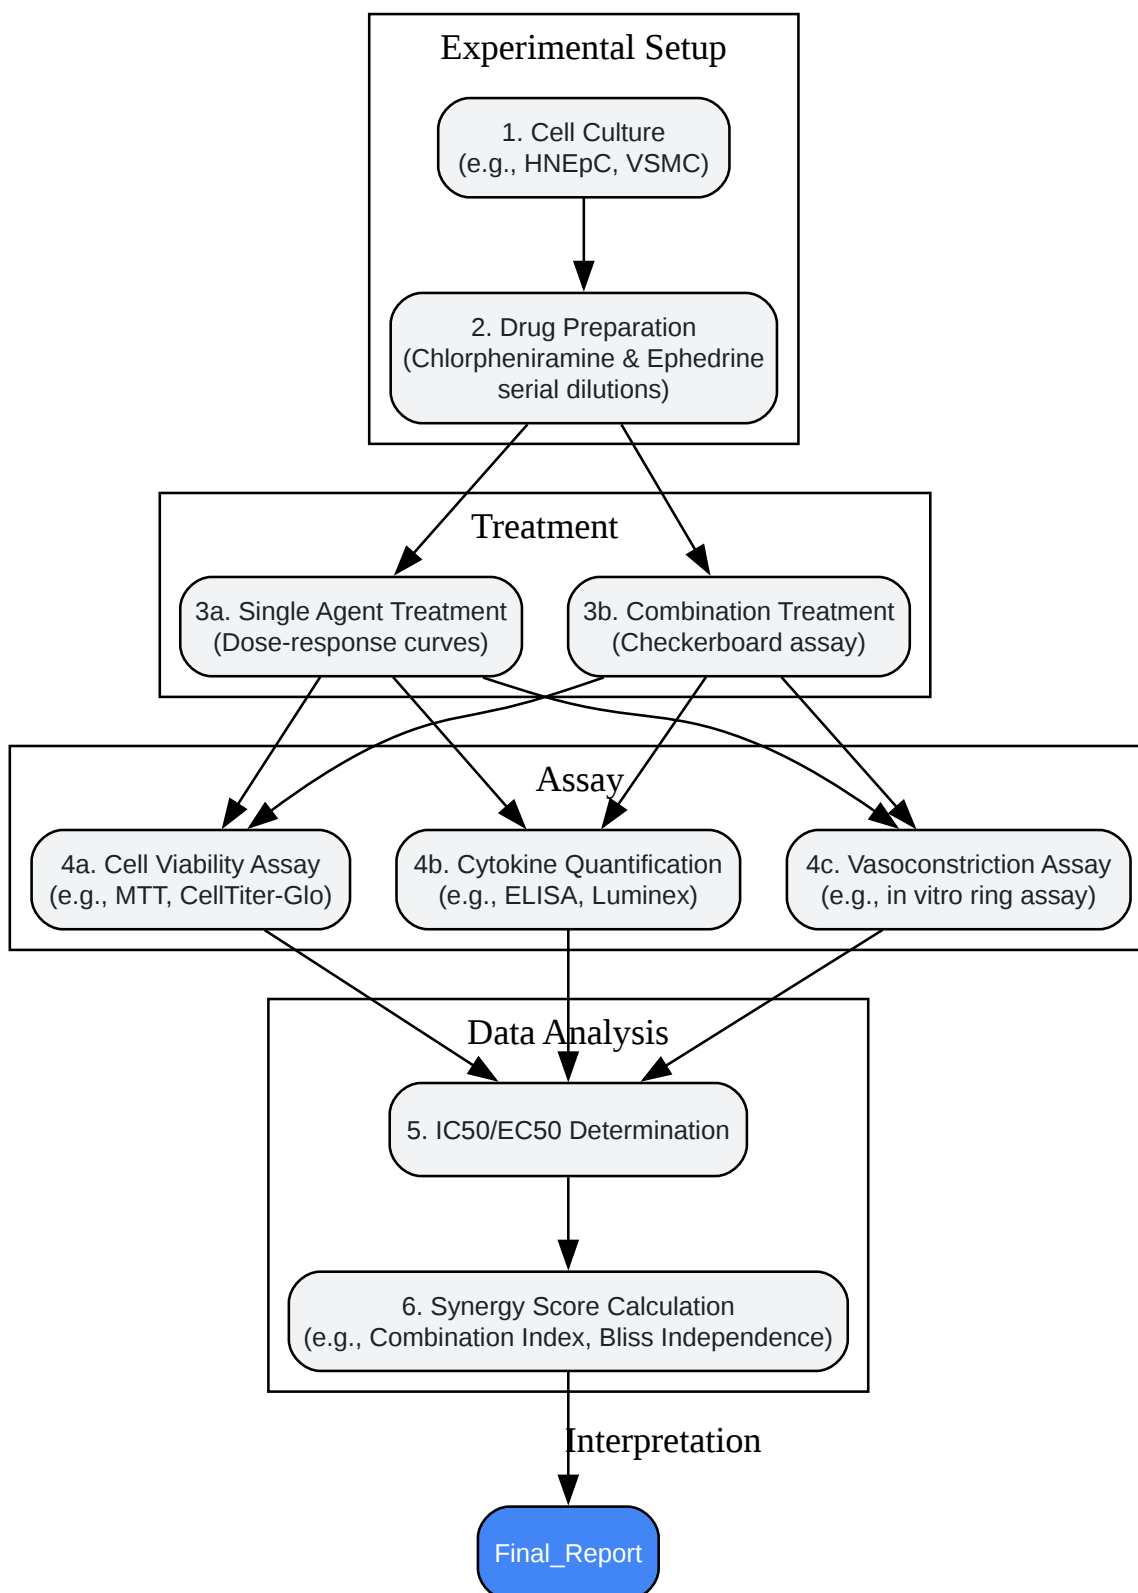 Experimental Setup
1. Cell Culture
(e.g., HNEpC, VSMC)
2. Drug Preparation
(Chlorpheniramine & Ephedrine
serial dilutions)
Treatment
3a. Single Agent Treatment
(Dose-response curves)
3b. Combination Treatment
(Checkerboard assay)
Assay
4a. Cell Viability Assay
(e.g., MTT, CellTiter-Glo)
4b. Cytokine Quantification
(e.g., ELISA, Luminex)
4c. Vasoconstriction Assay
(e.g., in vitro ring assay)
Data Analysis
5. IC50/EC50 Determination
6. Synergy Score Calculation
(e.g., Combination Index, Bliss Independence)
Interpretation
Final_Report